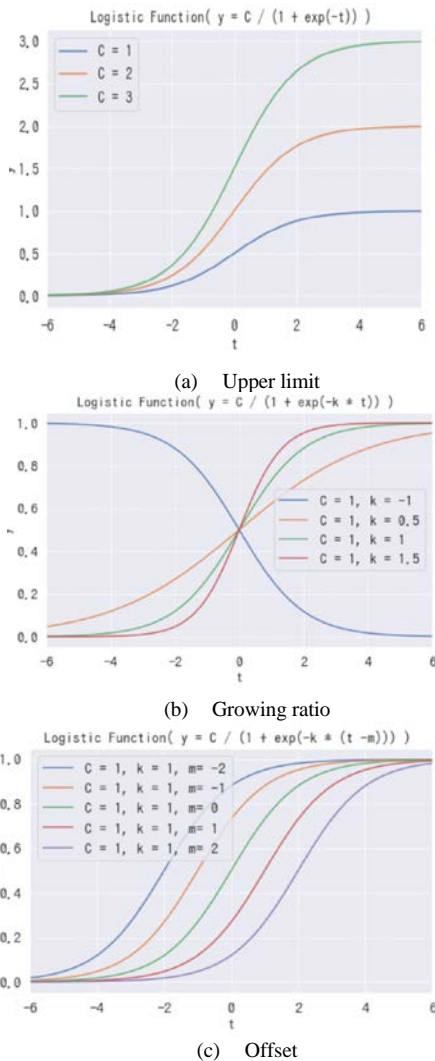 Logistic Function( y = C / (1 + exp(-t)) )
C = 1
C = 2
C = 3
3.0
2.5
2.0
1.5
1.0
0.5
0.0
y
-6 -4 -2 0 2 4 6
t
(a) Upper limit
Logistic Function( y = C / (1 + exp(-k * t)) )
1.0
0.8
0.6
0.4
0.2
0.0
y
C = 1, k = -1
C = 1, k = 0.5
C = 1, k = 1
C = 1, k = 1.5
-6 -4 -2 0 2 4 6
t
(b) Growing ratio
Logistic Function( y = C / (1 + exp(-k * (t -m))) )
C = 1, k = 1, m= -2
C = 1, k = 1, m= -1
C = 1, k = 1, m= 0
C = 1, k = 1, m= 1
C = 1, k = 1, m= 2
1.0
0.8
0.6
0.4
0.2
0.0
-6 -4 -2 0 2 4 6
t
(c) Offset